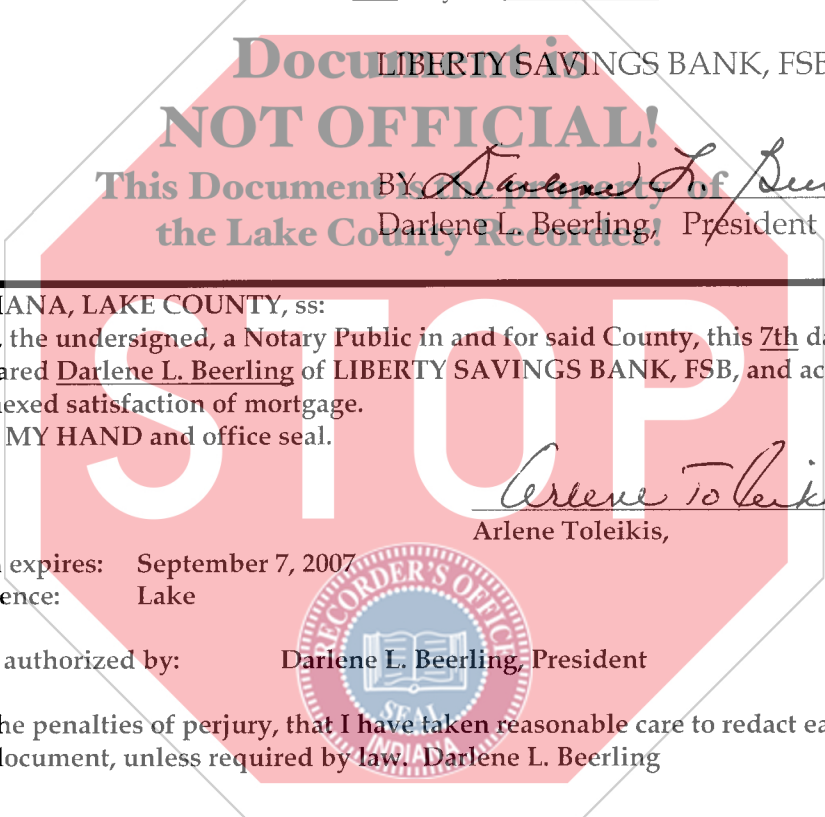 Document is
LIBERTY SAVINGS BANK, FSB
NOT OFFICIAL!
This Document is the property of
BY Darlene L.
the Lake County Recorder!
Darlene L. Beerling, President
IANA, LAKE COUNTY, ss:
, the undersigned, a Notary Public in and for said County, this 7th da
ared Darlene L. Beerling of LIBERTY SAVINGS BANK, FSB, and ac
nexed satisfaction of mortgage.
MY HAND and office seal.
STOP
Arlene Toleik
Arlene Toleikis,
expires: September 7, 2007
ence: Lake
RECORDER'S OFFICE
authorized by: Darlene L. Beerling, President
SEAL
INDIANA
he penalties of perjury, that I have taken reasonable care to redact ea
document, unless required by law. Darlene L. Beerling